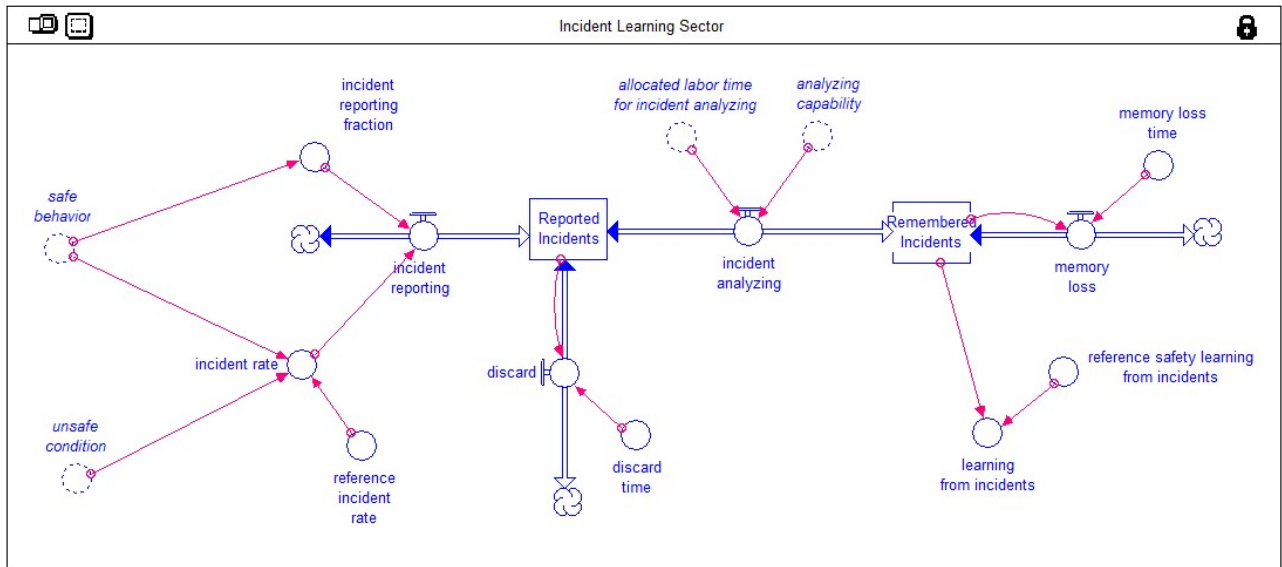 Incident Learning Sector
incident
reporting
fraction
allocated labor time
for incident analyzing
analyzing
capability
memory loss
time
safe
behavior
Reported
Incidents
Remembered
Incidents
incident
reporting
incident
analyzing
memory
loss
incident rate
discard
reference safety learning
from incidents
unsafe
condition
reference
incident
rate
discard
time
learning
from incidents